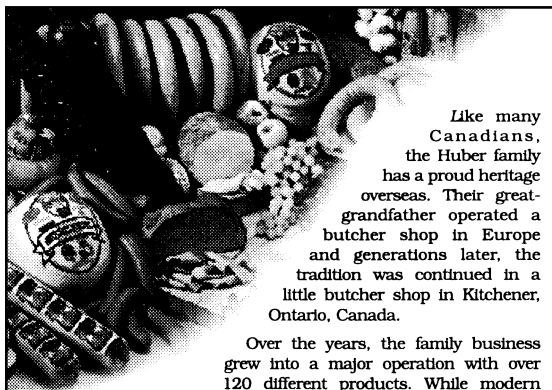 Like many
Canadians,
the Huber family
has a proud heritage
overseas. Their great-
grandfather operated a
butcher shop in Europe
and generations later, the
tradition was continued in a
little butcher shop in Kitchener,
Ontario, Canada.
Over the years, the family business
grew into a major operation with over
120 different products. While modern